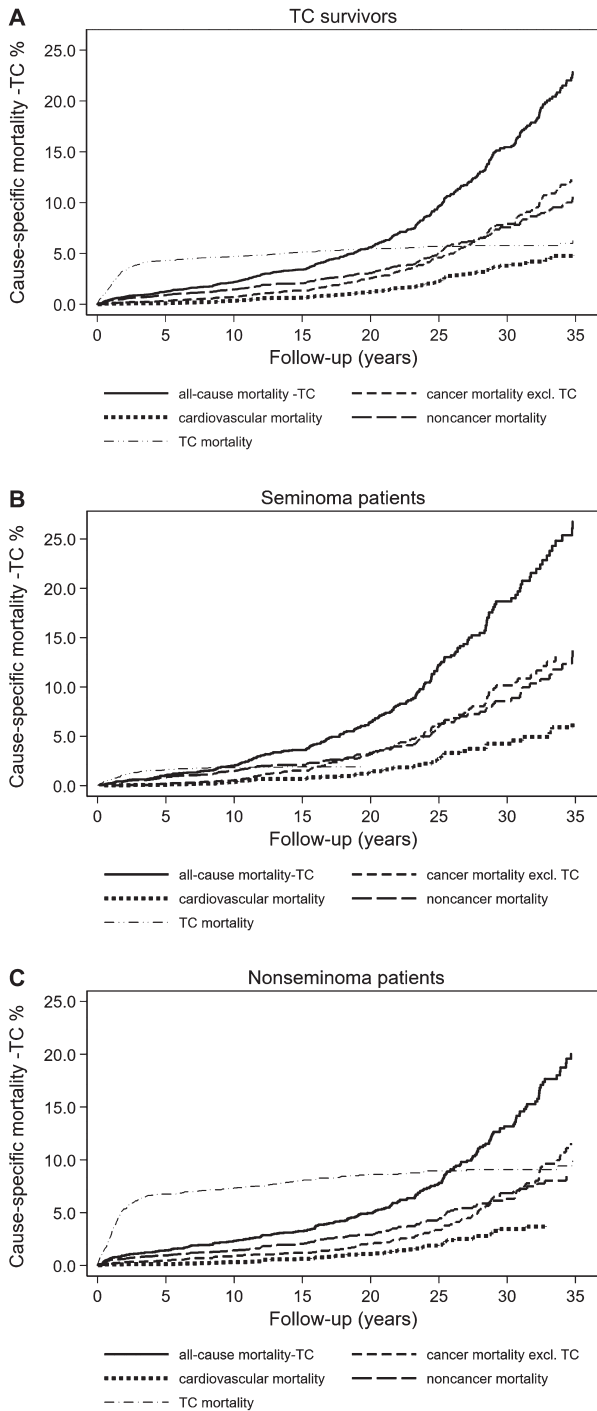 A
TC survivors
Cause-specific mortality -TC %
25.0
20.0
15.0
10.0
5.0
0.0
0 5 10 15 20 25 30 35
Follow-up (years)
all-cause mortality -TC
cancer mortality excl. TC
cardiovascular mortality
noncancer mortality
TC mortality
B
Seminoma patients
Cause-specific mortality -TC %
25.0
20.0
15.0
10.0
5.0
0.0
0 5 10 15 20 25 30 35
Follow-up (years)
all-cause mortality-TC
cancer mortality excl. TC
cardiovascular mortality
noncancer mortality
TC mortality
C
Nonseminoma patients
Cause-specific mortality -TC %
25.0
20.0
15.0
10.0
5.0
0.0
0 5 10 15 20 25 30 35
Follow-up (years)
all-cause mortality-TC
cancer mortality excl. TC
cardiovascular mortality
noncancer mortality
TC mortality